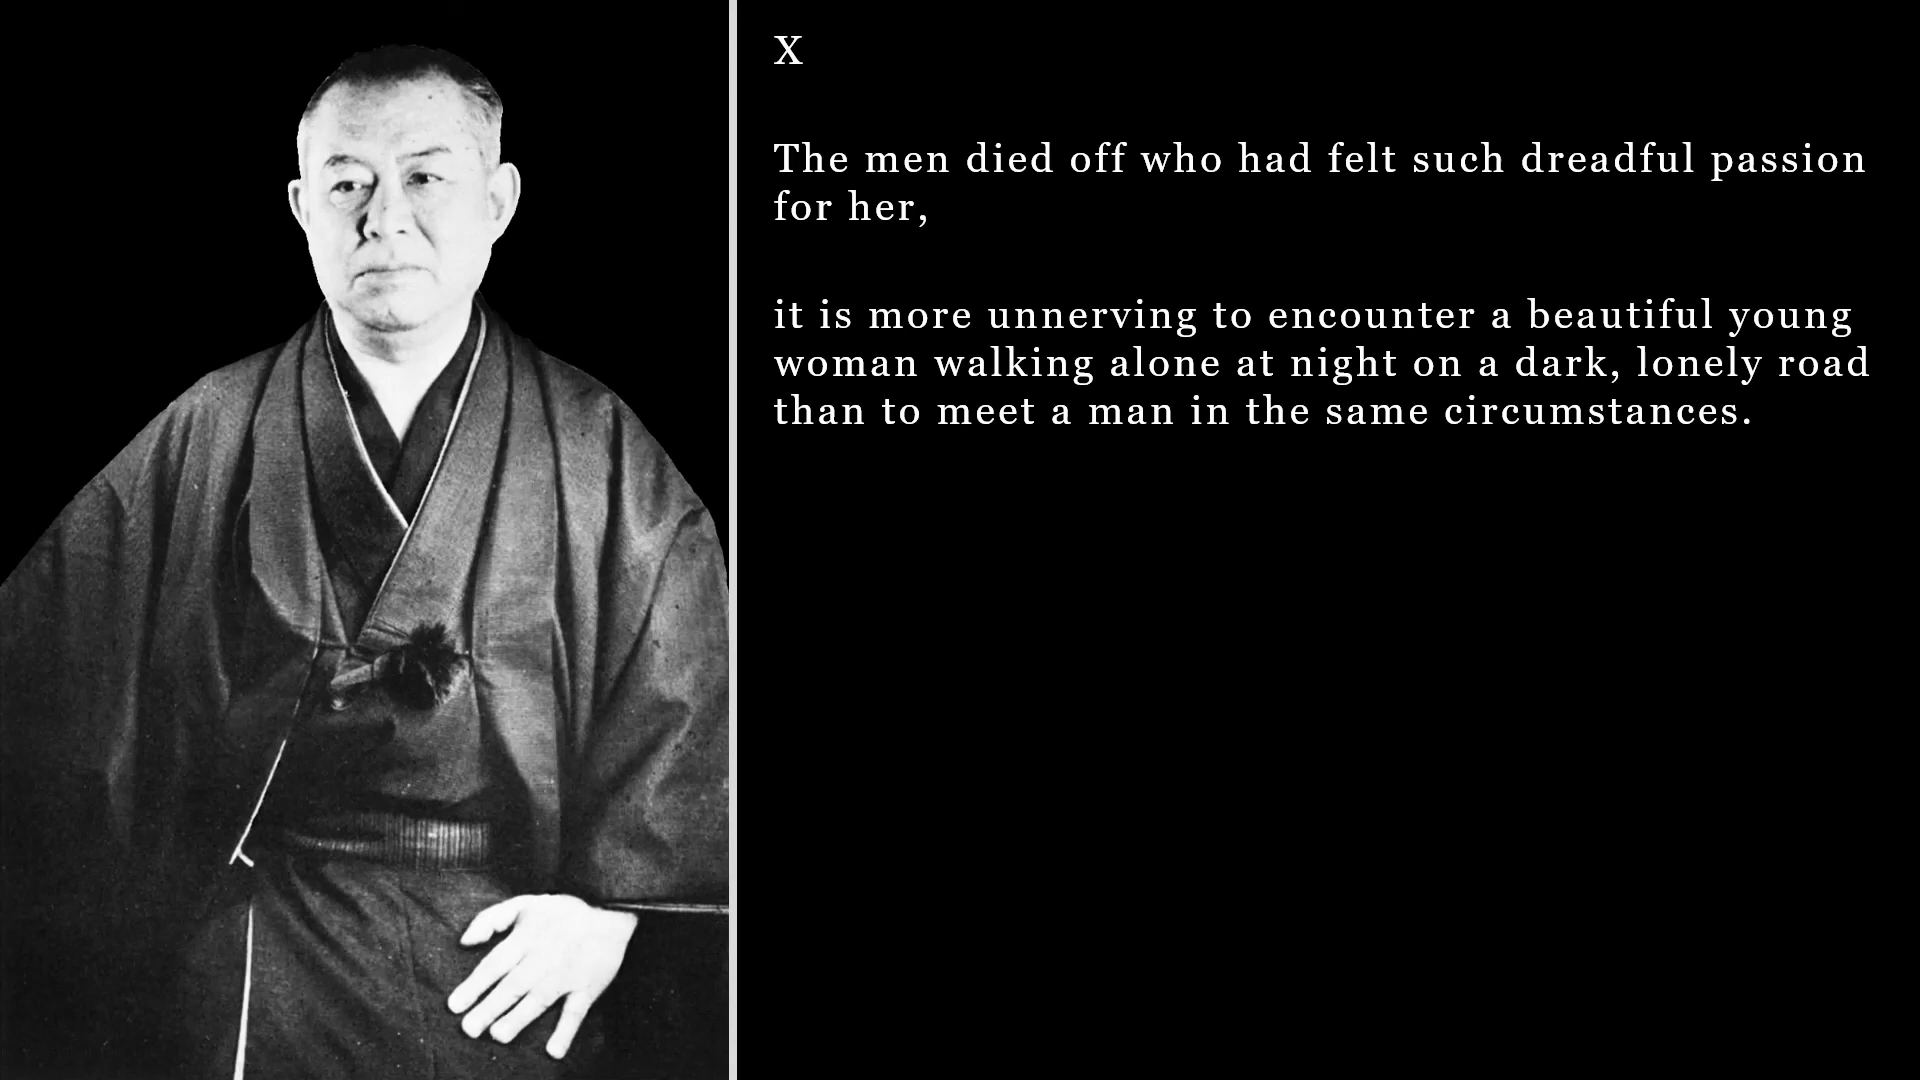 X
The men died off who had felt such dreadful passion
for her,
it is more unnerving to encounter a beautiful young
woman walking alone at night on a dark, lonely road
than to meet a man in the same circumstances.